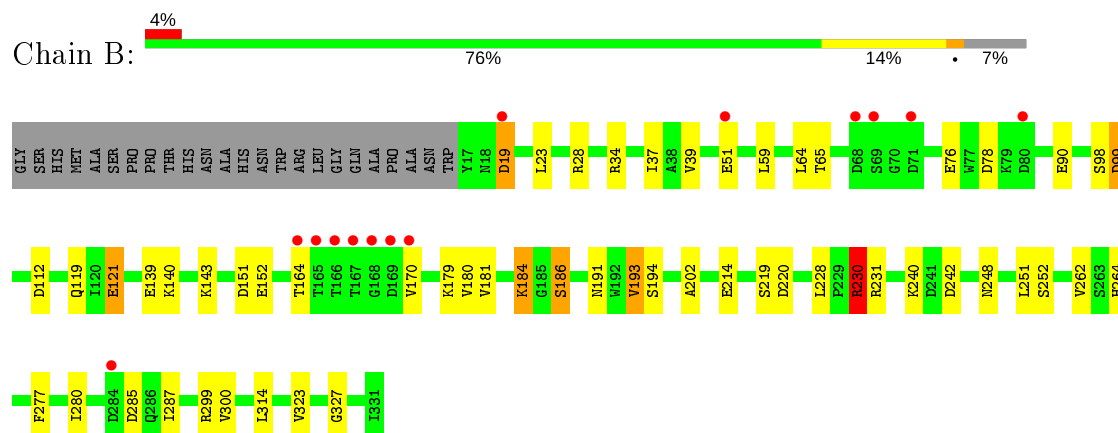 4%
Chain B:
76% 14% • 7%
GLY SER HIS MET ALA SER PRO PRO THR HIS ASN ALA HIS ASN TRP ARG LEU GLY GLN ALA PRO ALA ASN TRP Y17 N18 D19 L23 R28 R34 I37 A38 V39 E51 L59 L64 T65 D68 S69 G70 D71 E76 W77 D78 K79 D80 E90 S98 D99
D112 Q119 I120 E121 E139 K140 K143 D151 E152 T164 T165 T166 T167 G168 D169 V170 K179 V180 V181 K184 G185 S186 N191 W192 V193 S194 A202 E214 S219 D220 L228 P229 R230 R231 K240 D241 D242 N248 L251 S252 V262 S263 H264
F277 I280 D284 D285 Q286 I287 R299 V300 L314 V323 G327 I331